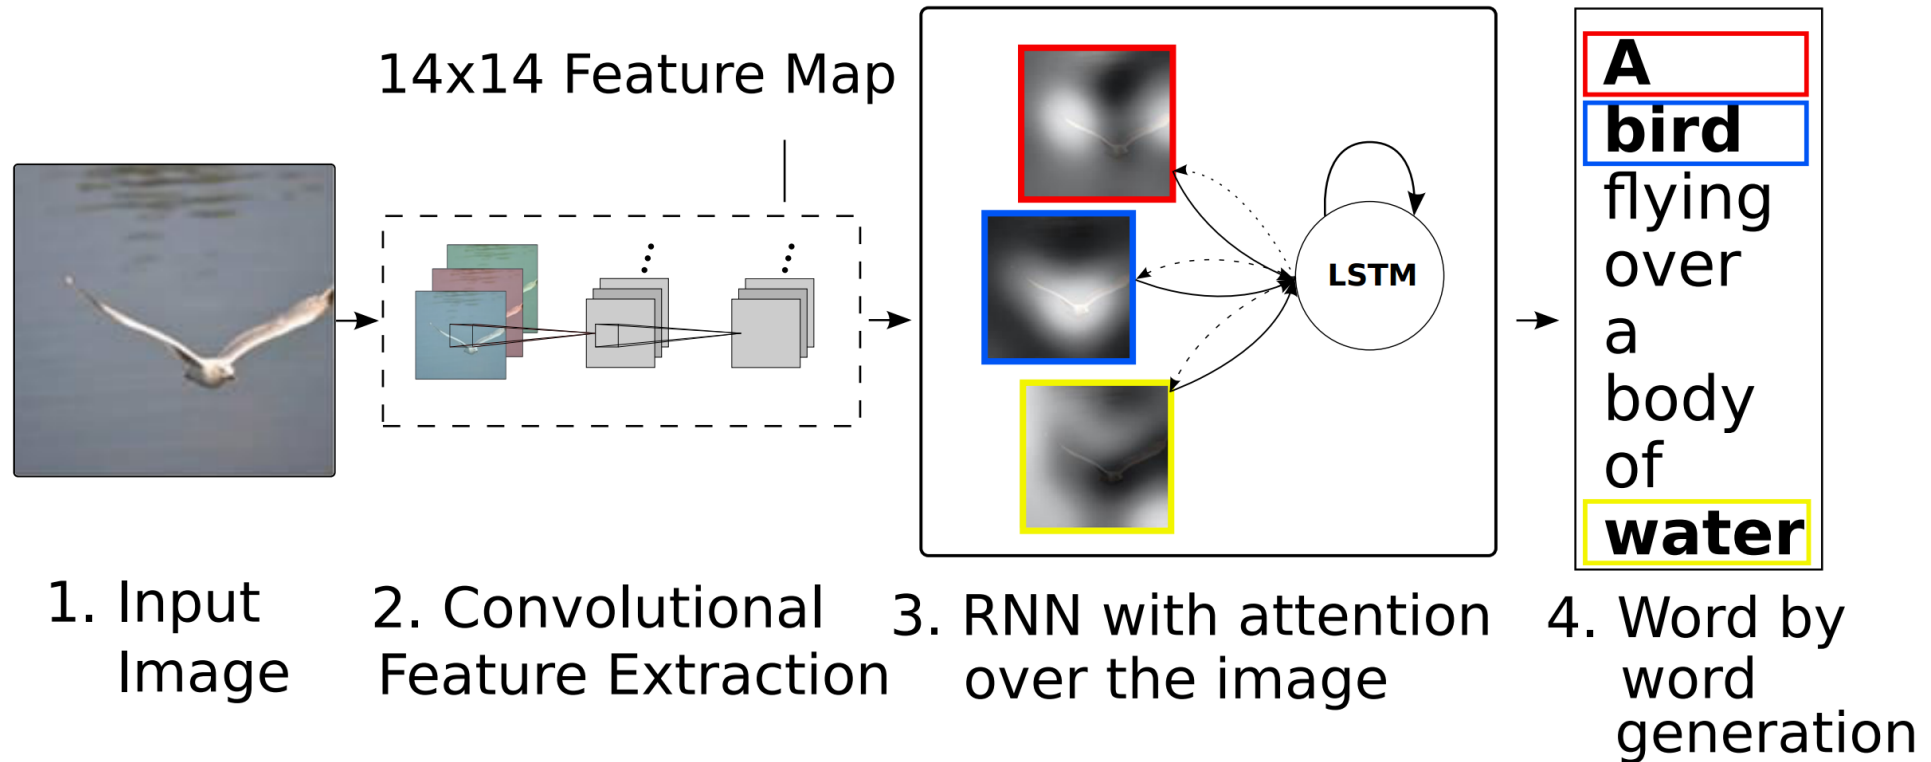 14x14 Feature Map
LSTM
A
bird
flying
over
a
body
of
water
1. Input
Image
2. Convolutional
Feature Extraction
3. RNN with attention
over the image
4. Word by
word
generation